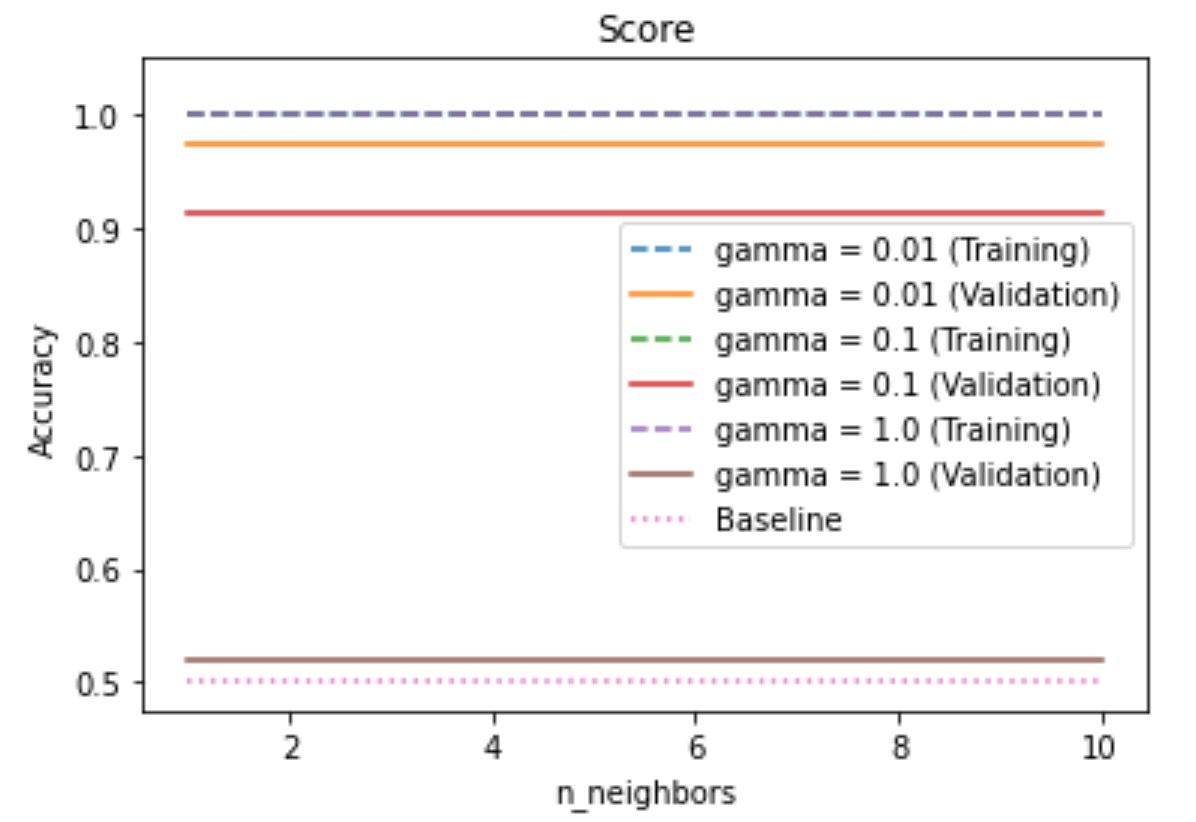 Score
Accuracy
1.0
0.9
0.8
0.7
0.6
0.5
gamma = 0.01 (Training)
gamma = 0.01 (Validation)
gamma = 0.1 (Training)
gamma = 0.1 (Validation)
gamma = 1.0 (Training)
gamma = 1.0 (Validation)
Baseline
2 4 6 8 10
n_neighbors